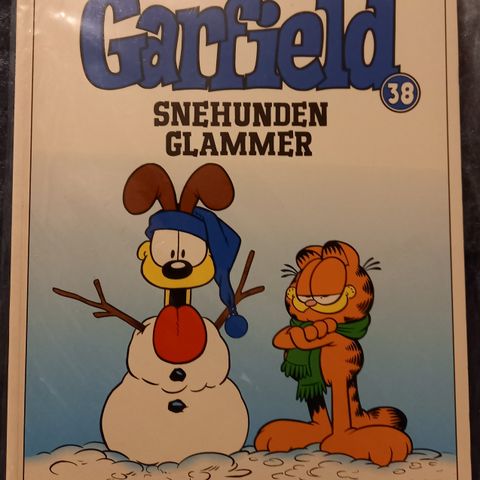 Garfield
38
SNEHUNDEN
GLAMMER